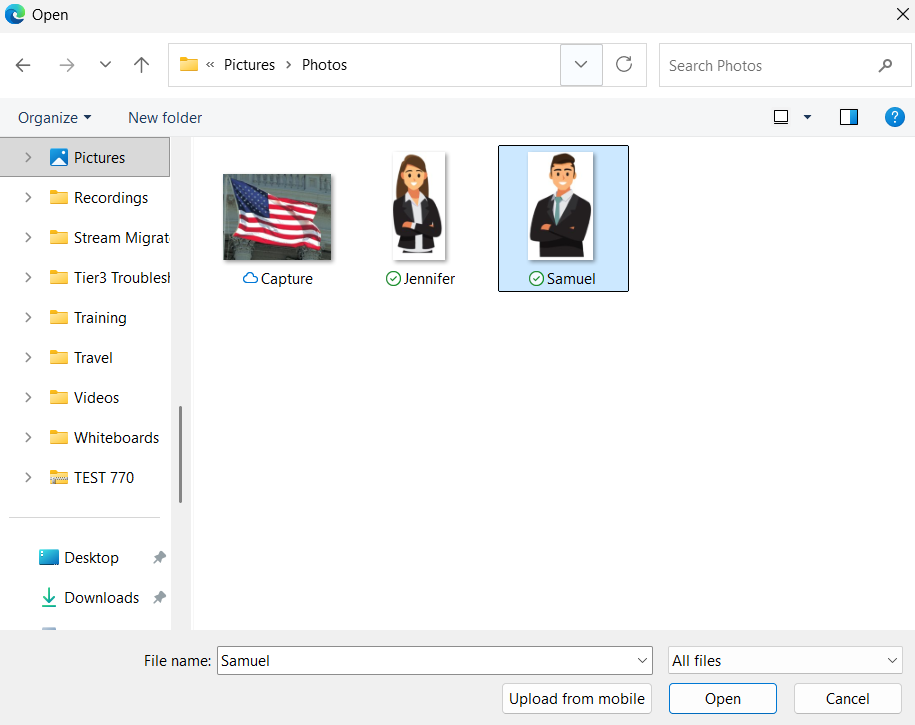 Open
« Pictures > Photos
Search Photos
Organize
New folder
?
Pictures
Recordings
Stream Migrat
Tier3 Troublesh
Training
Travel
Videos
Whiteboards
TEST 770
Desktop
Downloads
Capture
Jennifer
Samuel
File name: Samuel
All files
Upload from mobile
Open
Cancel